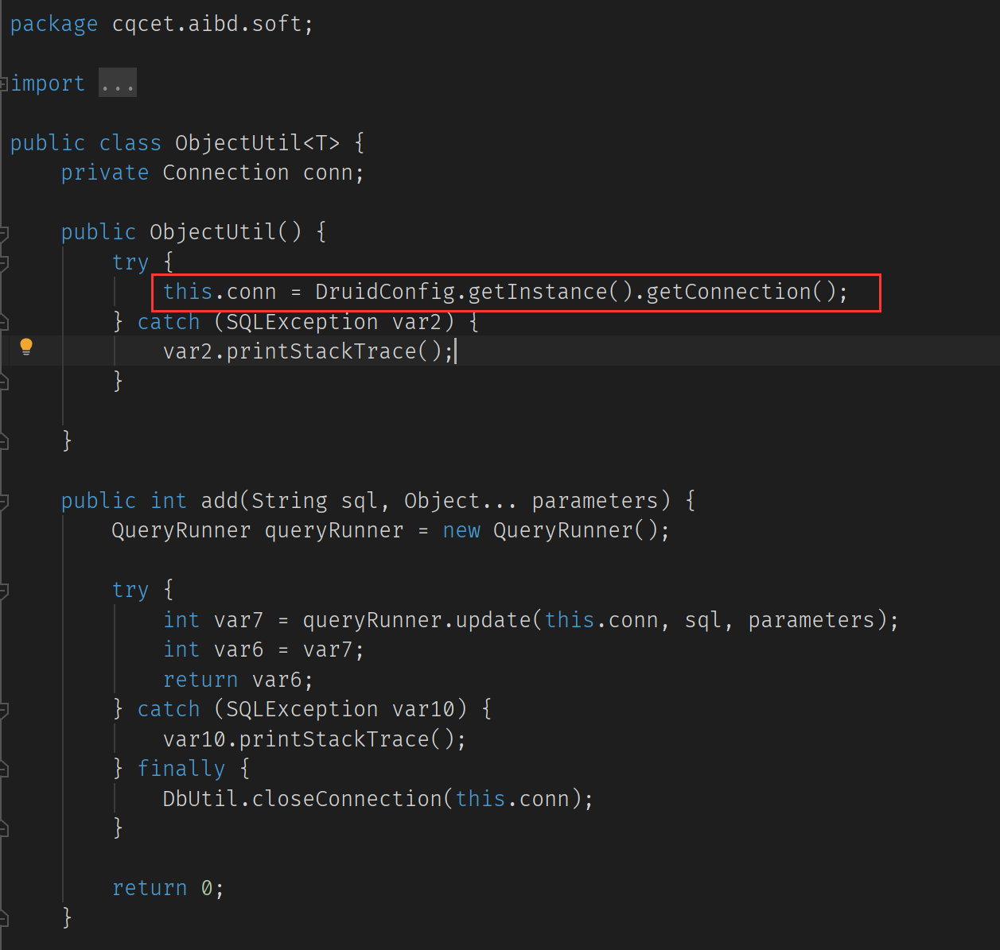 package cqcet.aibd.soft;
import ...
public class ObjectUtil<T> {
    private Connection conn;
    public ObjectUtil() {
        try {
            this.conn = DruidConfig.getInstance().getConnection();
        } catch (SQLException var2) {
            var2.printStackTrace();
        }
    }
    public int add(String sql, Object... parameters) {
        QueryRunner queryRunner = new QueryRunner();
        try {
            int var7 = queryRunner.update(this.conn, sql, parameters);
            int var6 = var7;
            return var6;
        } catch (SQLException var10) {
            var10.printStackTrace();
        } finally {
            DbUtil.closeConnection(this.conn);
        }
        return 0;
    }